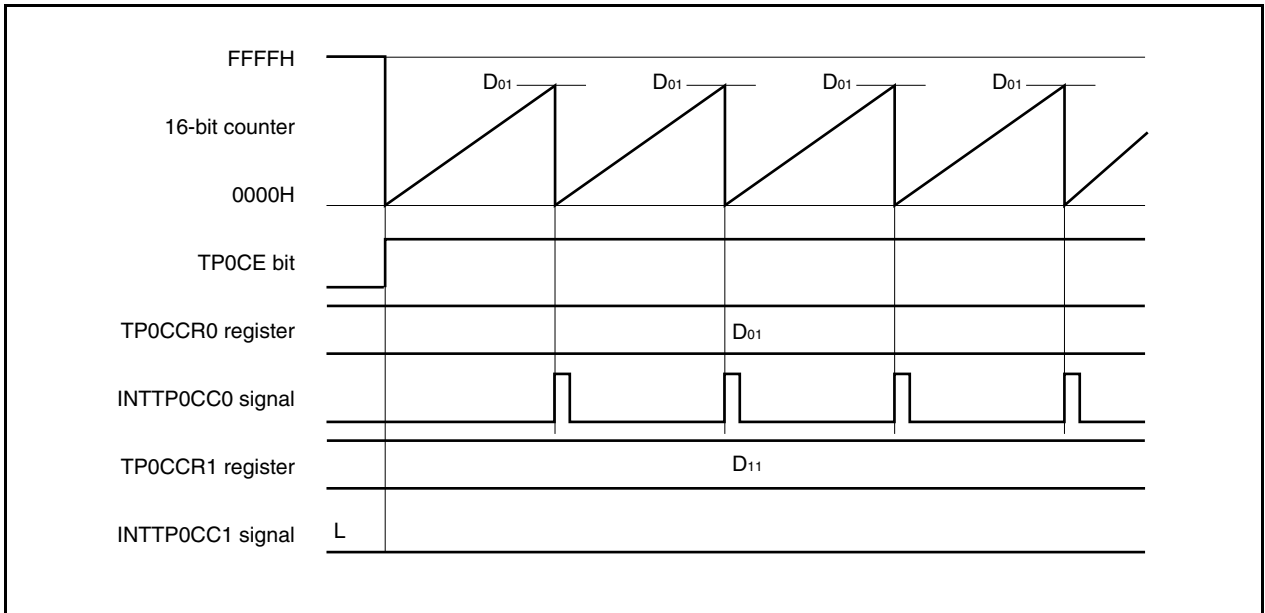 FFFFH
D01 D01 D01 D01
16-bit counter
0000H
TP0CE bit
TP0CCR0 register D01
INTTP0CC0 signal
TP0CCR1 register D11
INTTP0CC1 signal L